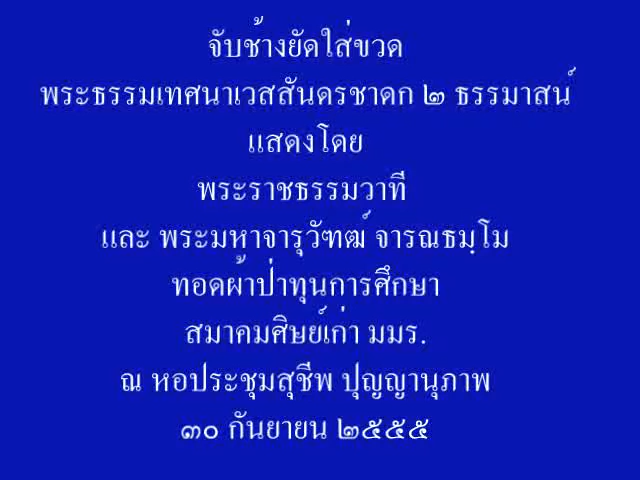 จับช้างยัดใส่ขวด
พระธรรมเทศนาเวสสันดรชาดก ๒ ธรรมาสน์
แสดงโดย
พระราชธรรมวาที
และ พระมหาจารุวัฑฒ์ จารณธมฺโม
ทอดผ้าป่าทุนการศึกษา
สมาคมศิษย์เก่า มมร.
ณ หอประชุมสุชีพ ปุญญานุภาพ
๓๐ กันยายน ๒๕๕๕